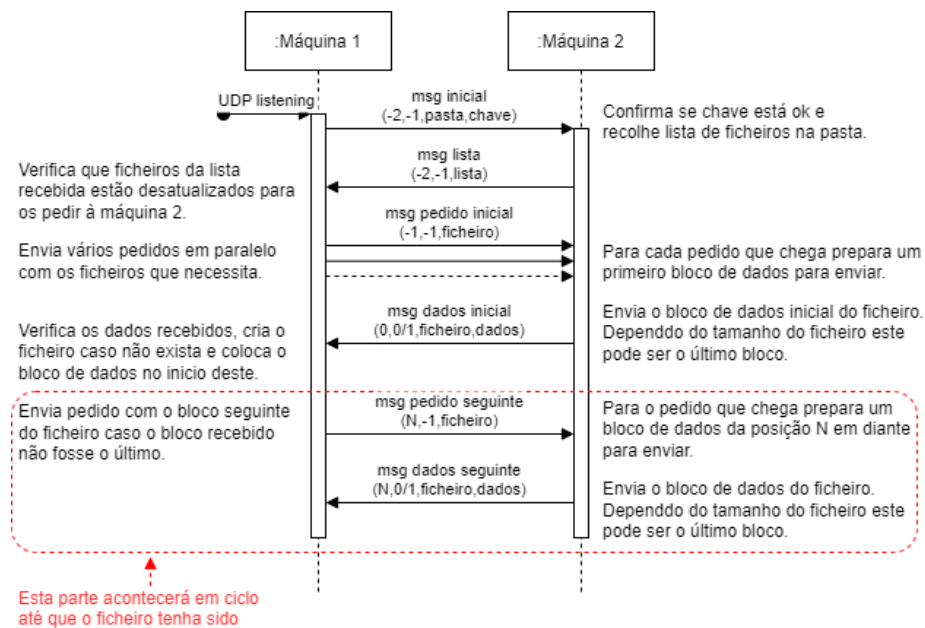 :Máquina 1
:Máquina 2
UDP listening
msg inicial
(-2,-1,pasta,chave)
Confirma se chave está ok e
recolhe lista de ficheiros na pasta.
msg lista
(-2,-1,lista)
Verifica que ficheiros da lista
recebida estão desatualizados para
os pedir à máquina 2.
msg pedido inicial
(-1,-1,ficheiro)
Envia vários pedidos em paralelo
com os ficheiros que necessita.
Para cada pedido que chega prepara um
primeiro bloco de dados para enviar.
msg dados inicial
(0,0/1,ficheiro,dados)
Envia o bloco de dados inicial do ficheiro.
Dependdo do tamanho do ficheiro este
pode ser o último bloco.
Verifica os dados recebidos, cria o
ficheiro caso não exista e coloca o
bloco de dados no inicio deste.
Envia pedido com o bloco seguinte
do ficheiro caso o bloco recebido
não fosse o último.
msg pedido seguinte
(N,-1,ficheiro)
Para o pedido que chega prepara um
bloco de dados da posição N em diante
para enviar.
msg dados seguinte
(N,0/1,ficheiro,dados)
Envia o bloco de dados do ficheiro.
Dependdo do tamanho do ficheiro este
pode ser o último bloco.
Esta parte acontecerá em ciclo
até que o ficheiro tenha sido